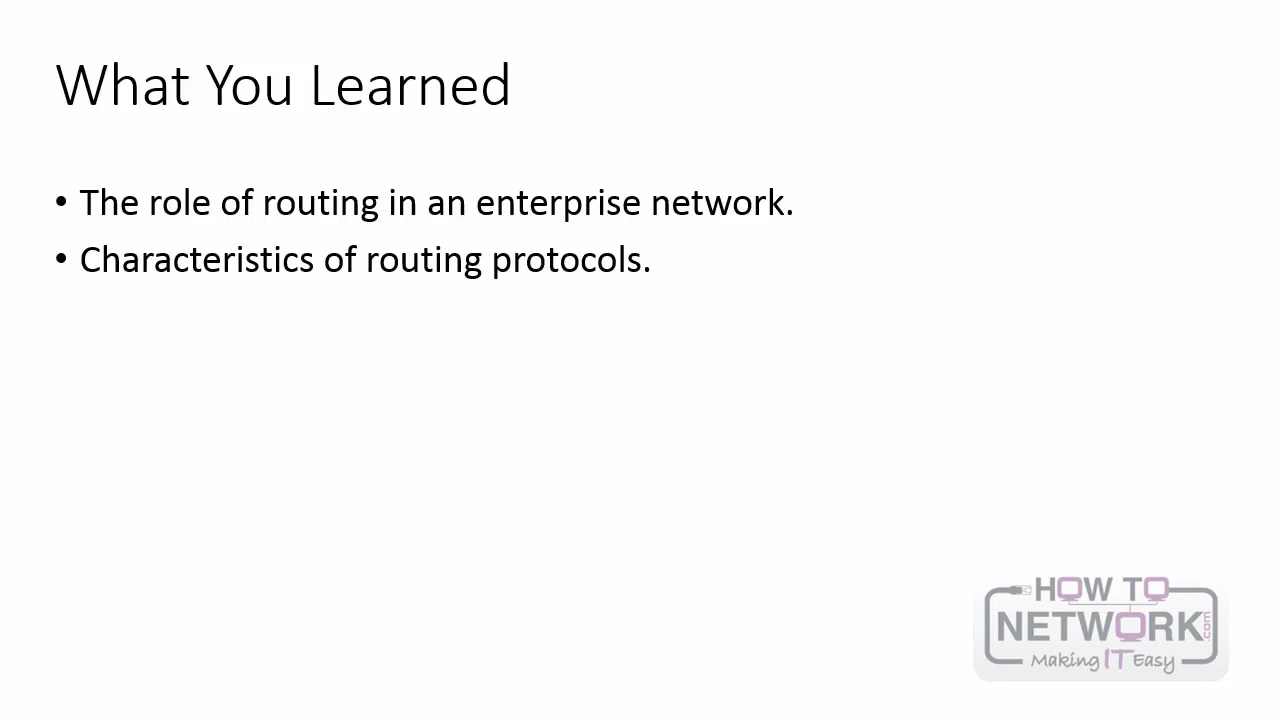 What You Learned
• The role of routing in an enterprise network.
• Characteristics of routing protocols.
HOW TO
NETWORK.com
Making IT Easy